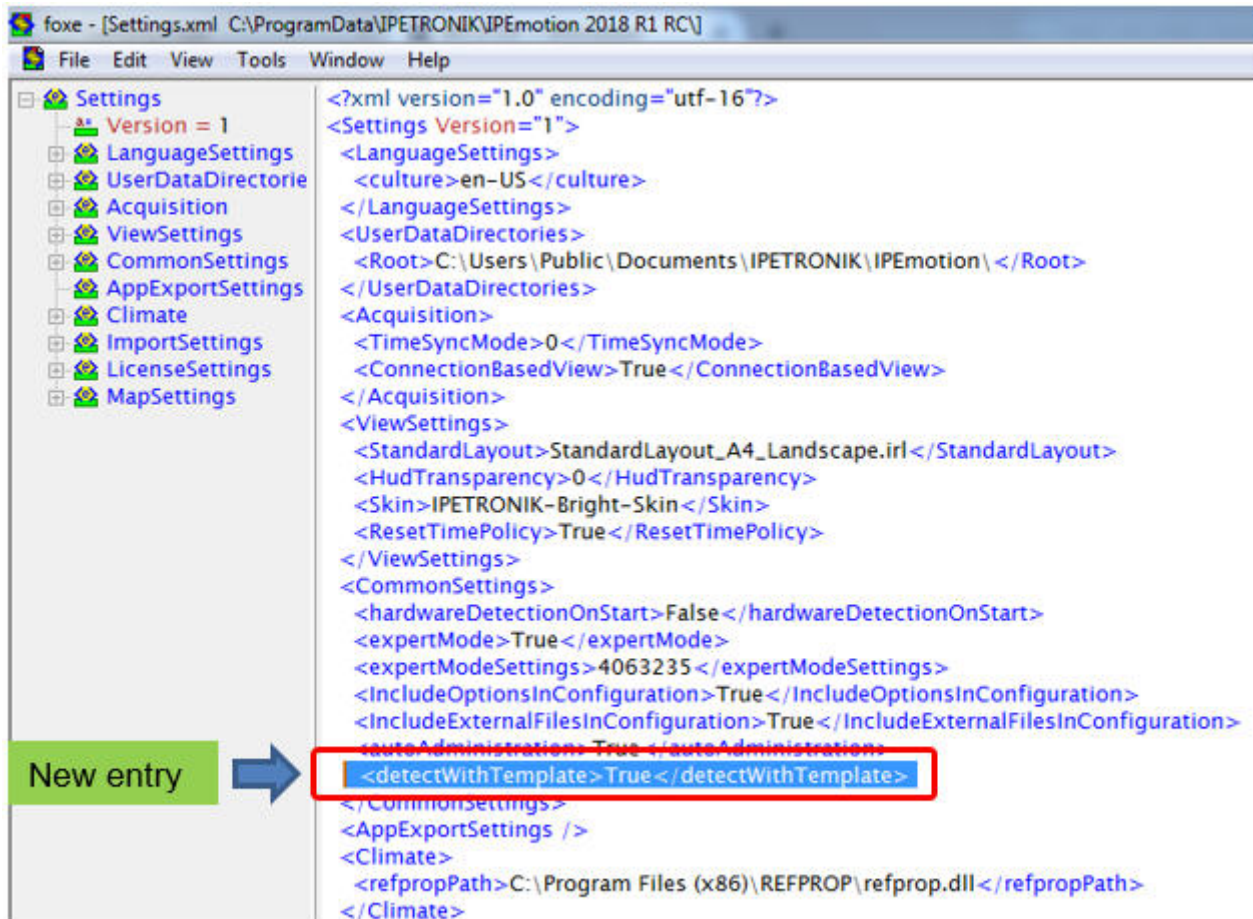 foxe - [Settings.xml  C:\ProgramData\IPETRONIK\IPEmotion 2018 R1 RC\]
File Edit View Tools Window Help
Settings
Version = 1
LanguageSettings
UserDataDirectorie
Acquisition
ViewSettings
CommonSettings
AppExportSettings
Climate
ImportSettings
LicenseSettings
MapSettings
<?xml version="1.0" encoding="utf-16"?>
<Settings Version="1">
<LanguageSettings>
<culture>en-US</culture>
</LanguageSettings>
<UserDataDirectories>
<Root>C:\Users\Public\Documents\IPETRONIK\IPEmotion\</Root>
</UserDataDirectories>
<Acquisition>
<TimeSyncMode>0</TimeSyncMode>
<ConnectionBasedView>True</ConnectionBasedView>
</Acquisition>
<ViewSettings>
<StandardLayout>StandardLayout_A4_Landscape.irl</StandardLayout>
<HudTransparency>0</HudTransparency>
<Skin>IPETRONIK-Bright-Skin</Skin>
<ResetTimePolicy>True</ResetTimePolicy>
</ViewSettings>
<CommonSettings>
<hardwareDetectionOnStart>False</hardwareDetectionOnStart>
<expertMode>True</expertMode>
<expertModeSettings>4063235</expertModeSettings>
<IncludeOptionsInConfiguration>True</IncludeOptionsInConfiguration>
<IncludeExternalFilesInConfiguration>True</IncludeExternalFilesInConfiguration>
<autoAdministration>True</autoAdministration>
New entry
<detectWithTemplate>True</detectWithTemplate>
</CommonSettings>
<AppExportSettings />
<Climate>
<refpropPath>C:\Program Files (x86)\REFPROP\refprop.dll</refpropPath>
</Climate>